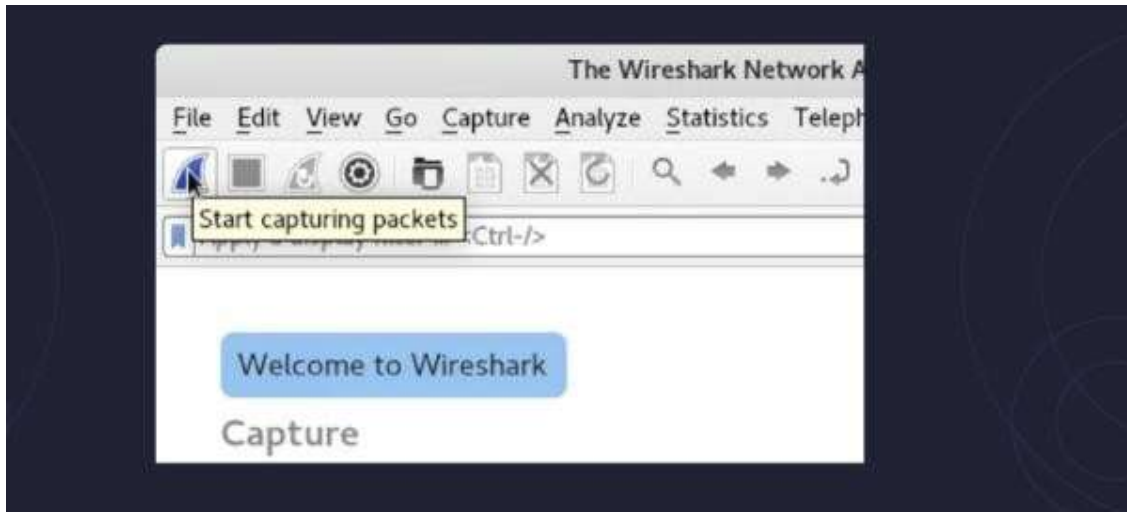 The Wireshark Network A
File Edit View Go Capture Analyze Statistics Teleph
Start capturing packets
<Ctrl-/>
Welcome to Wireshark
Capture